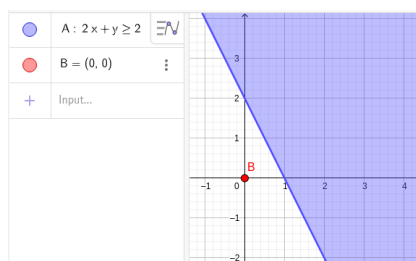 A: 2x + y ≥ 2
B = (0, 0)
+ Input...
B
3
2
1
−1
0
1
2
3
4
−1
−2